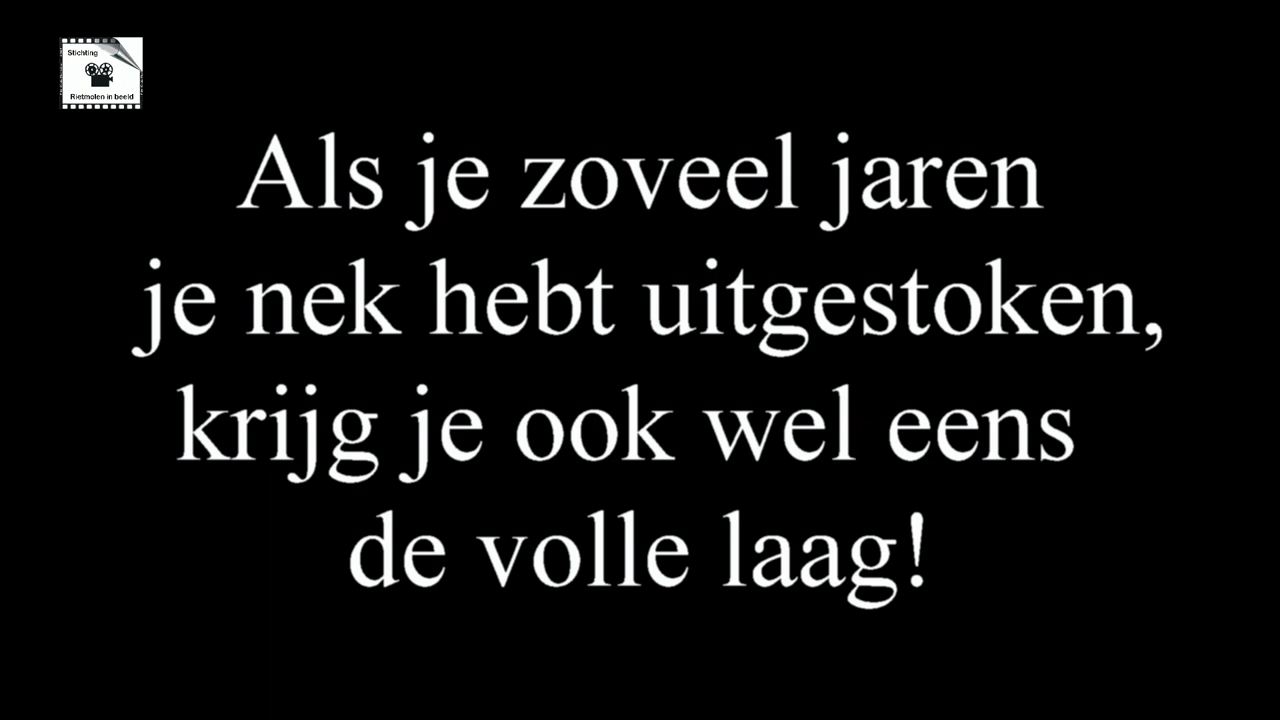 Stichting
Rietmolen in beeld
Als je zoveel jaren
je nek hebt uitgestoken,
krijg je ook wel eens
de volle laag!